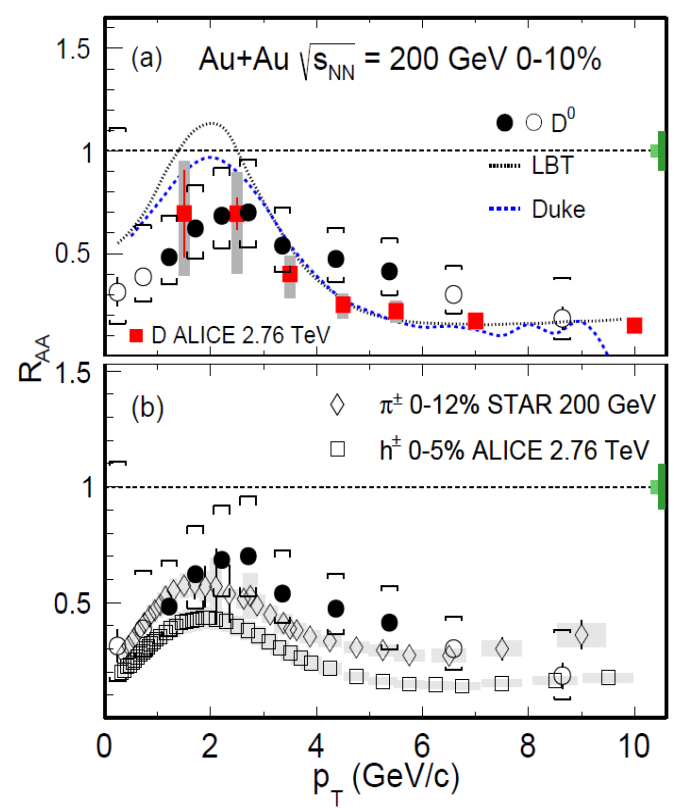 (a) Au+Au √s_NN = 200 GeV 0-10%
D⁰
LBT
Duke
D ALICE 2.76 TeV
1.5
1
0.5
R_AA
(b)
π± 0-12% STAR 200 GeV
h± 0-5% ALICE 2.76 TeV
1.5
1
0.5
0 2 4 6 8 10
p_T (GeV/c)